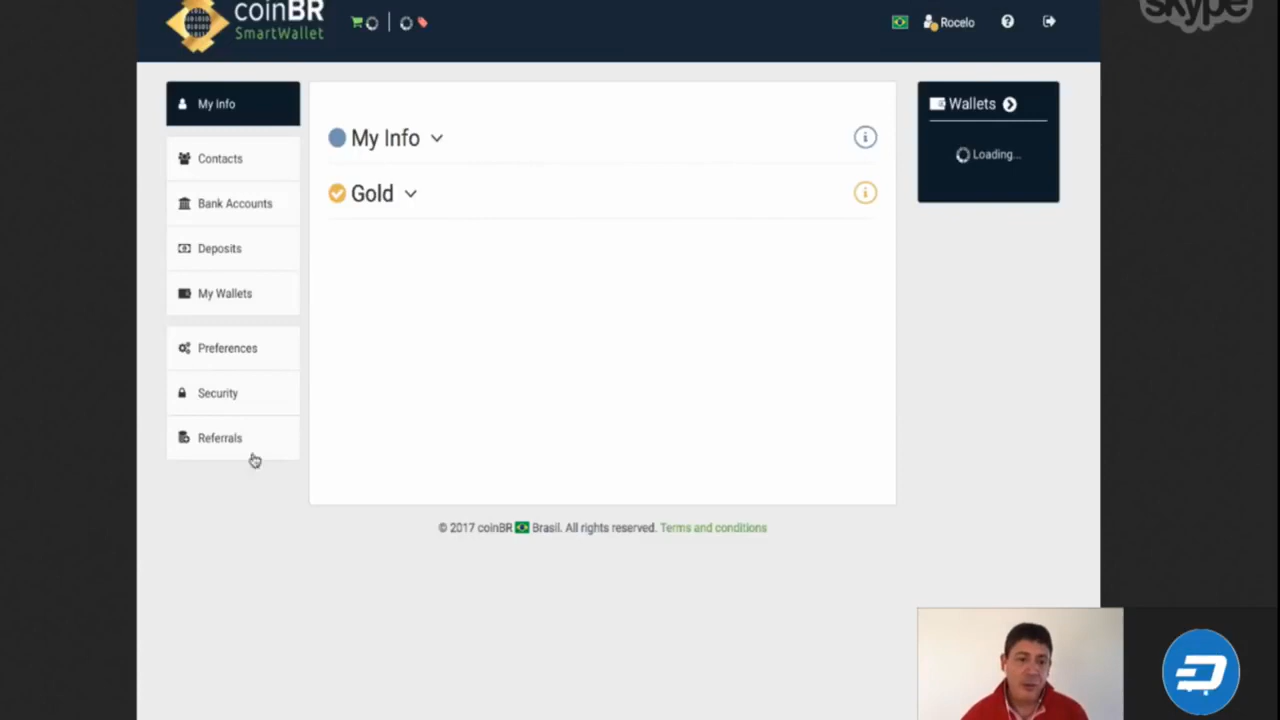 coinBR
SmartWallet
Rocelo
skype
My Info
Contacts
Bank Accounts
Deposits
My Wallets
Preferences
Security
Referrals
My Info
Gold
Wallets
Loading...
© 2017 coinBR Brasil. All rights reserved. Terms and conditions